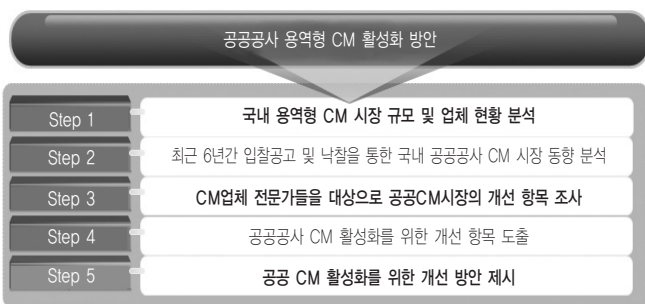 공공공사 용역형 CM 활성화 방안
Step 1
국내 용역형 CM 시장 규모 및 업체 현황 분석
Step 2
최근 6년간 입찰공고 및 낙찰을 통한 국내 공공공사 CM 시장 동향 분석
Step 3
CM업체 전문가들을 대상으로 공공CM시장의 개선 항목 조사
Step 4
공공공사 CM 활성화를 위한 개선 항목 도출
Step 5
공공 CM 활성화를 위한 개선 방안 제시